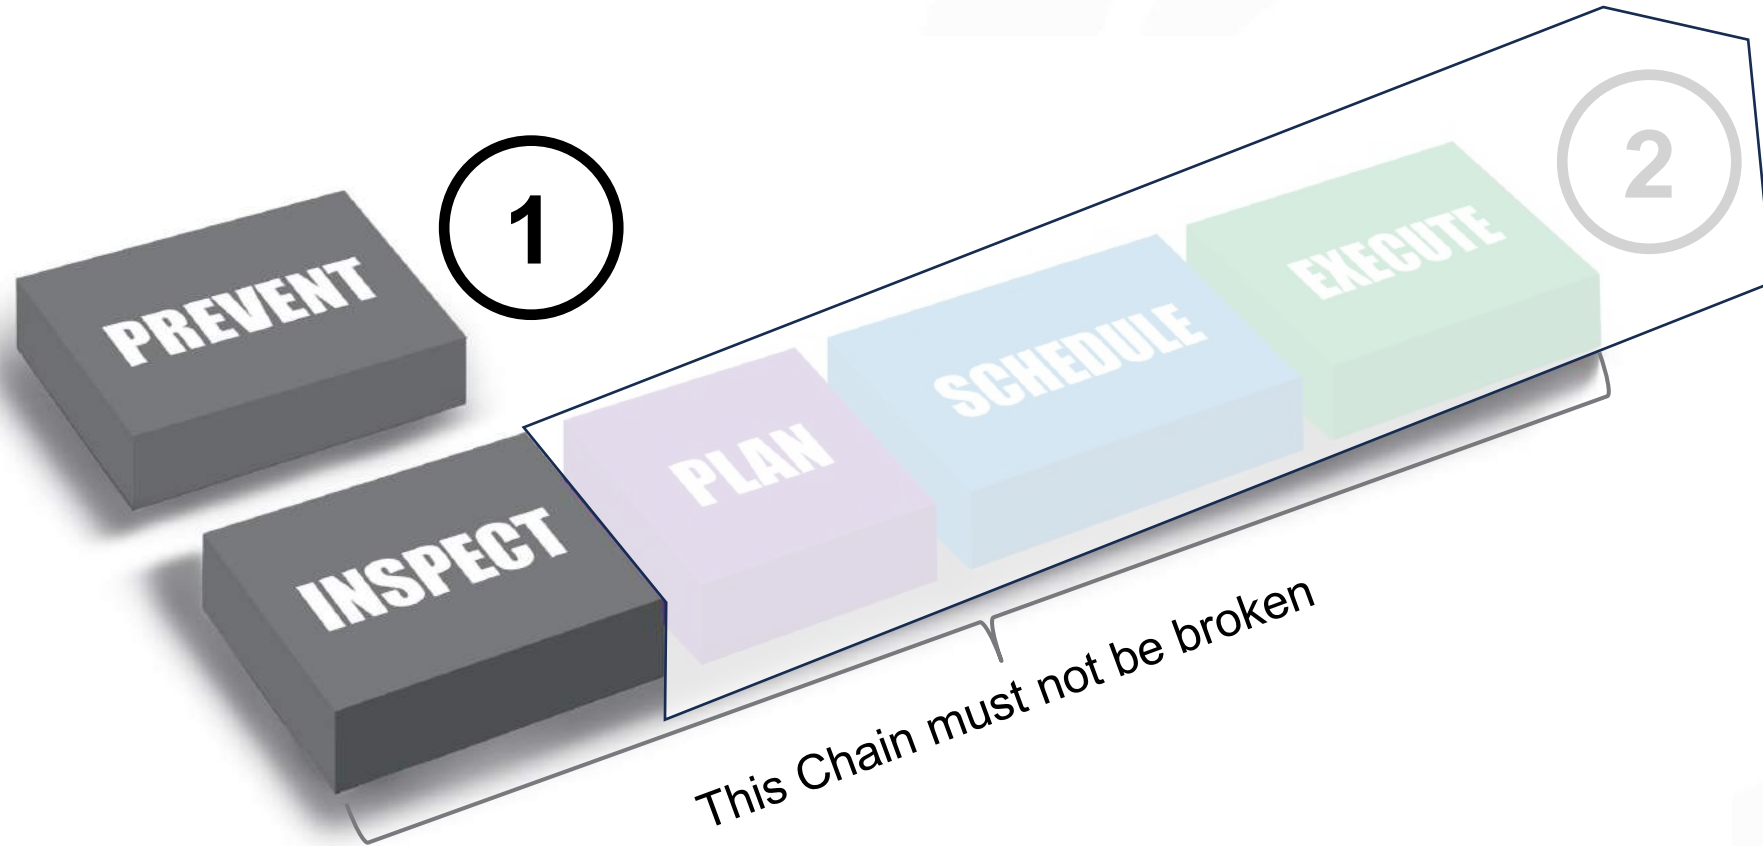 PREVENT
1
INSPECT
PLAN
SCHEDULE
EXECUTE
2
This Chain must not be broken